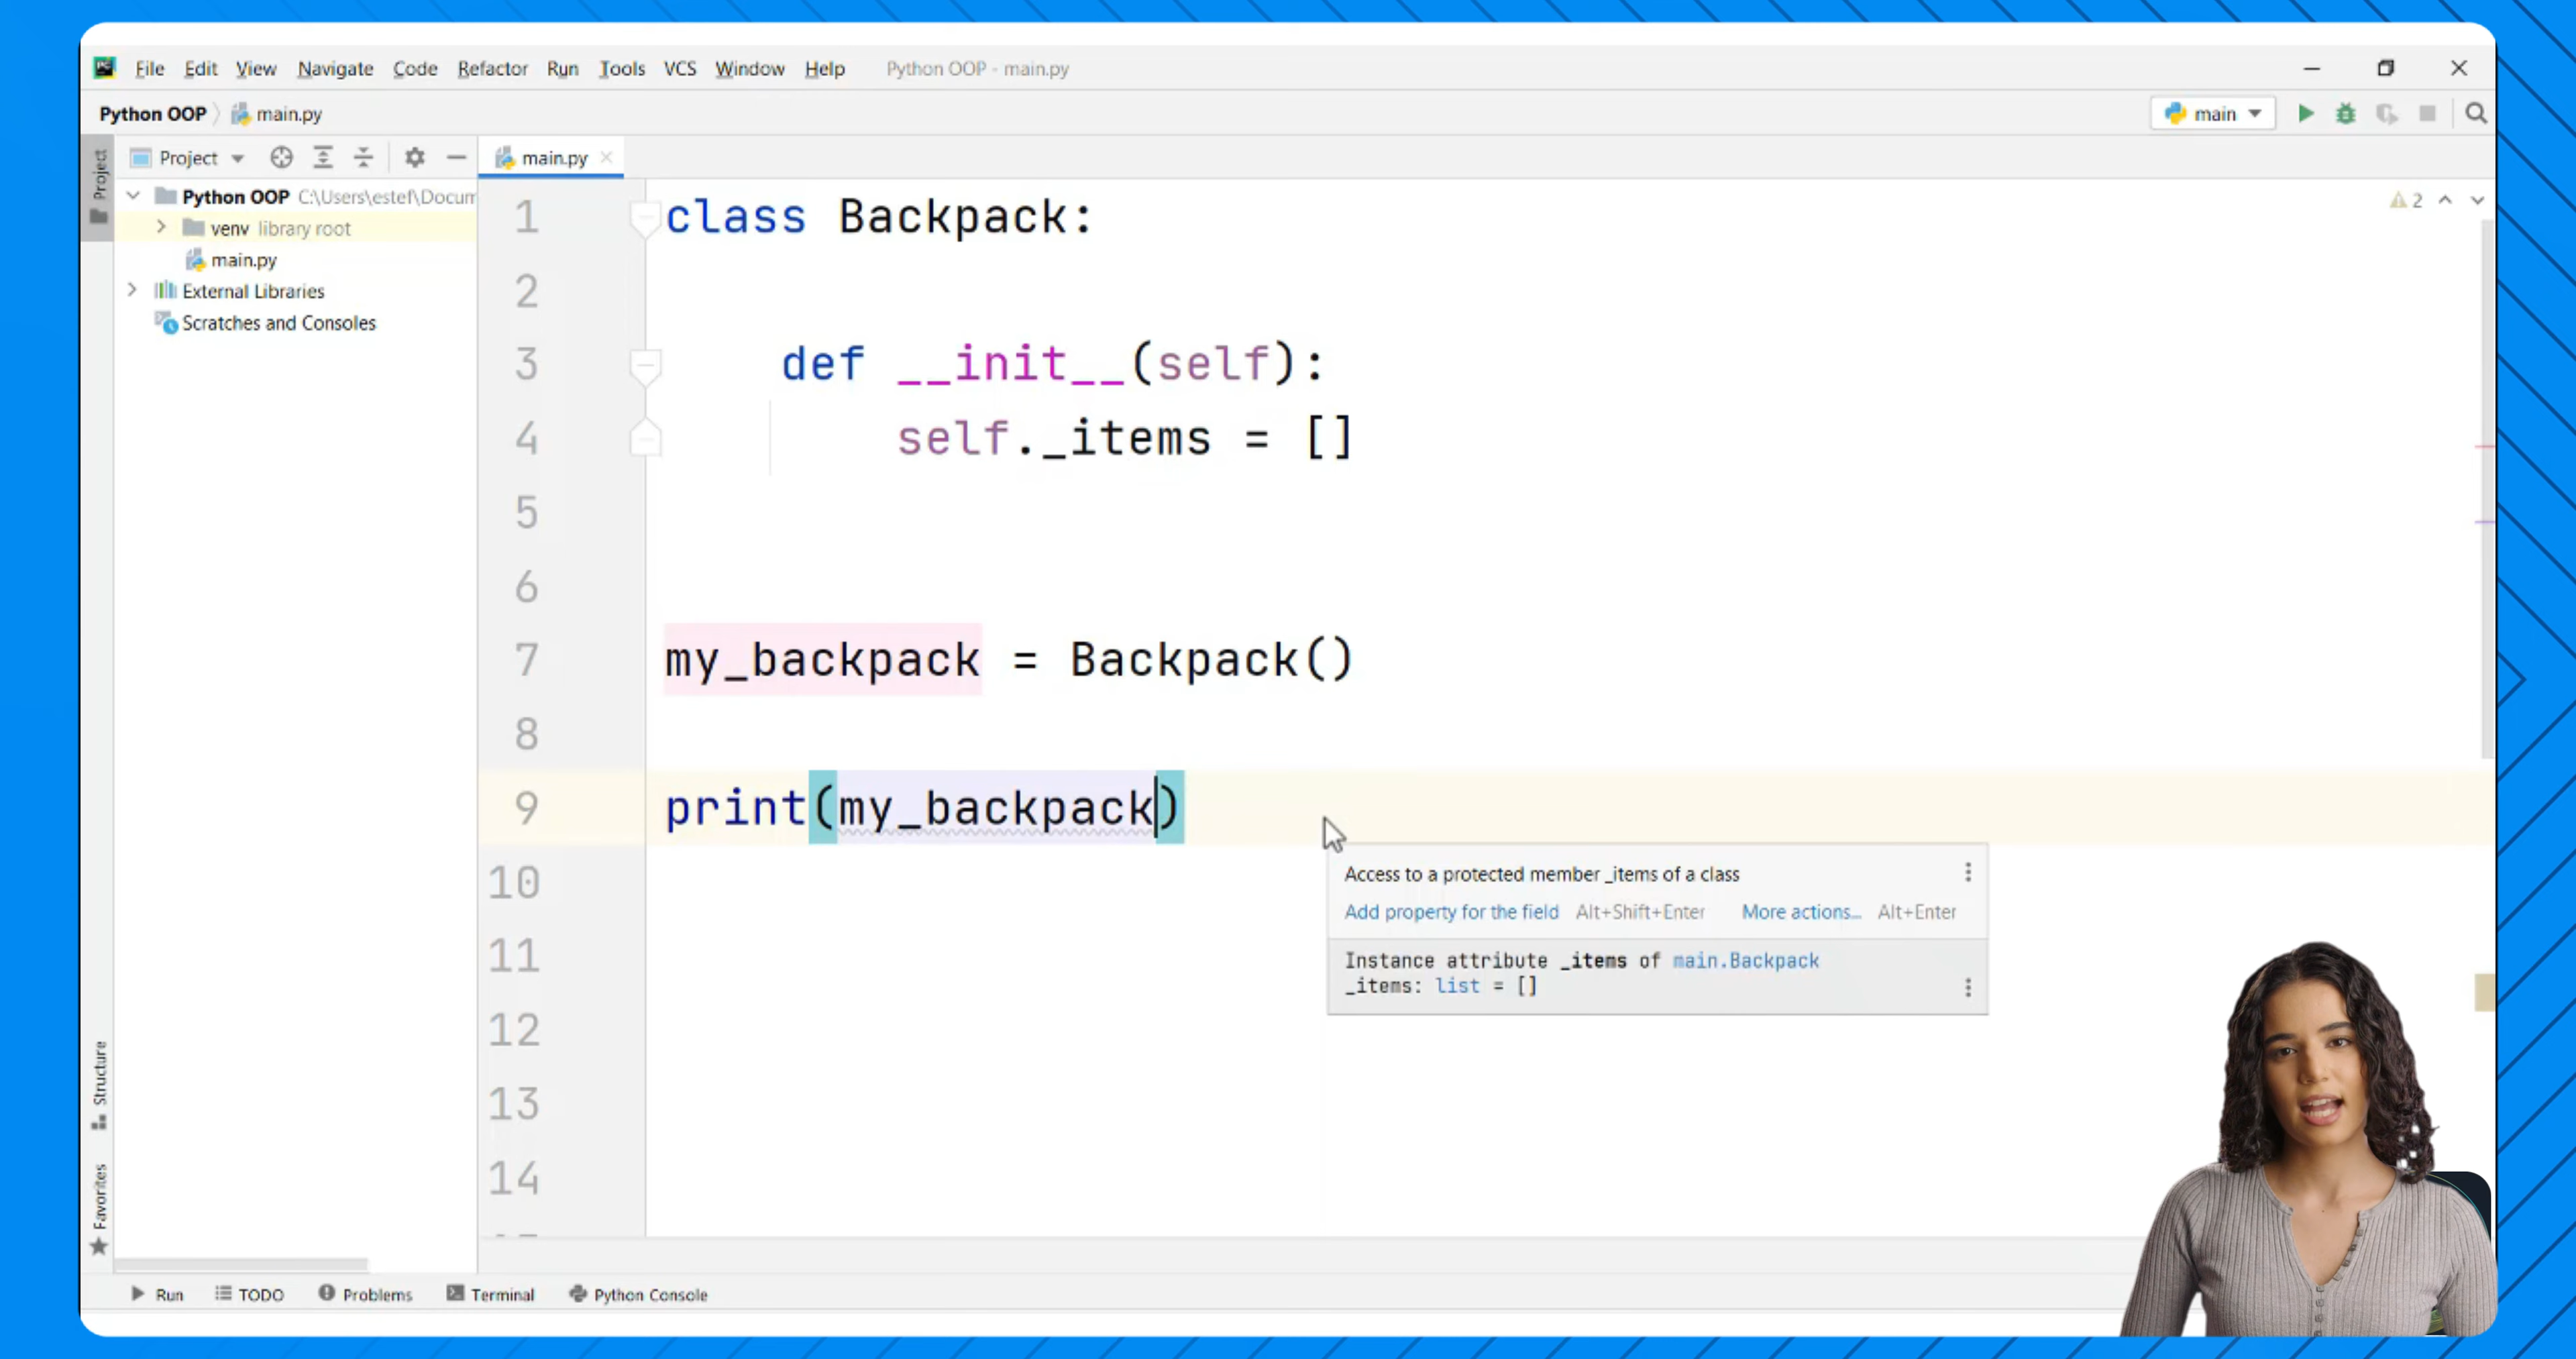 File Edit View Navigate Code Refactor Run Tools VCS Window Help Python OOP - main.py
Python OOP main.py main
Project
Project main.py
Python OOP C:\Users\estef\Docum
venv library root
main.py
External Libraries
Scratches and Consoles
2
1 class Backpack:
2
3 def __init__(self):
4 self._items = []
5
6
7 my_backpack = Backpack()
8
9 print(my_backpack)
10
11
12
13
14
Access to a protected member _items of a class
Add property for the field Alt+Shift+Enter More actions... Alt+Enter
Instance attribute _items of main.Backpack
_items: list = []
Structure
Favorites
Run TODO Problems Terminal Python Console